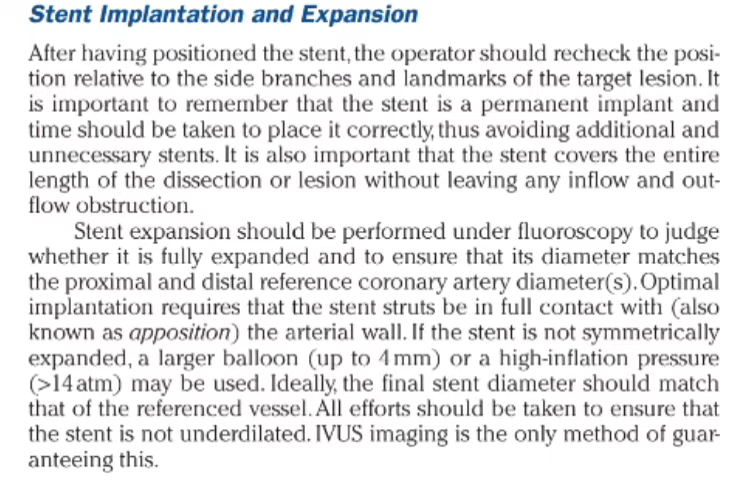 Stent Implantation and Expansion
After having positioned the stent, the operator should recheck the posi-
tion relative to the side branches and landmarks of the target lesion. It
is important to remember that the stent is a permanent implant and
time should be taken to place it correctly, thus avoiding additional and
unnecessary stents. It is also important that the stent covers the entire
length of the dissection or lesion without leaving any inflow and out-
flow obstruction.
Stent expansion should be performed under fluoroscopy to judge
whether it is fully expanded and to ensure that its diameter matches
the proximal and distal reference coronary artery diameter(s). Optimal
implantation requires that the stent struts be in full contact with (also
known as apposition) the arterial wall. If the stent is not symmetrically
expanded, a larger balloon (up to 4 mm) or a high-inflation pressure
(>14 atm) may be used. Ideally, the final stent diameter should match
that of the referenced vessel. All efforts should be taken to ensure that
the stent is not underdilated. IVUS imaging is the only method of guar-
anteeing this.